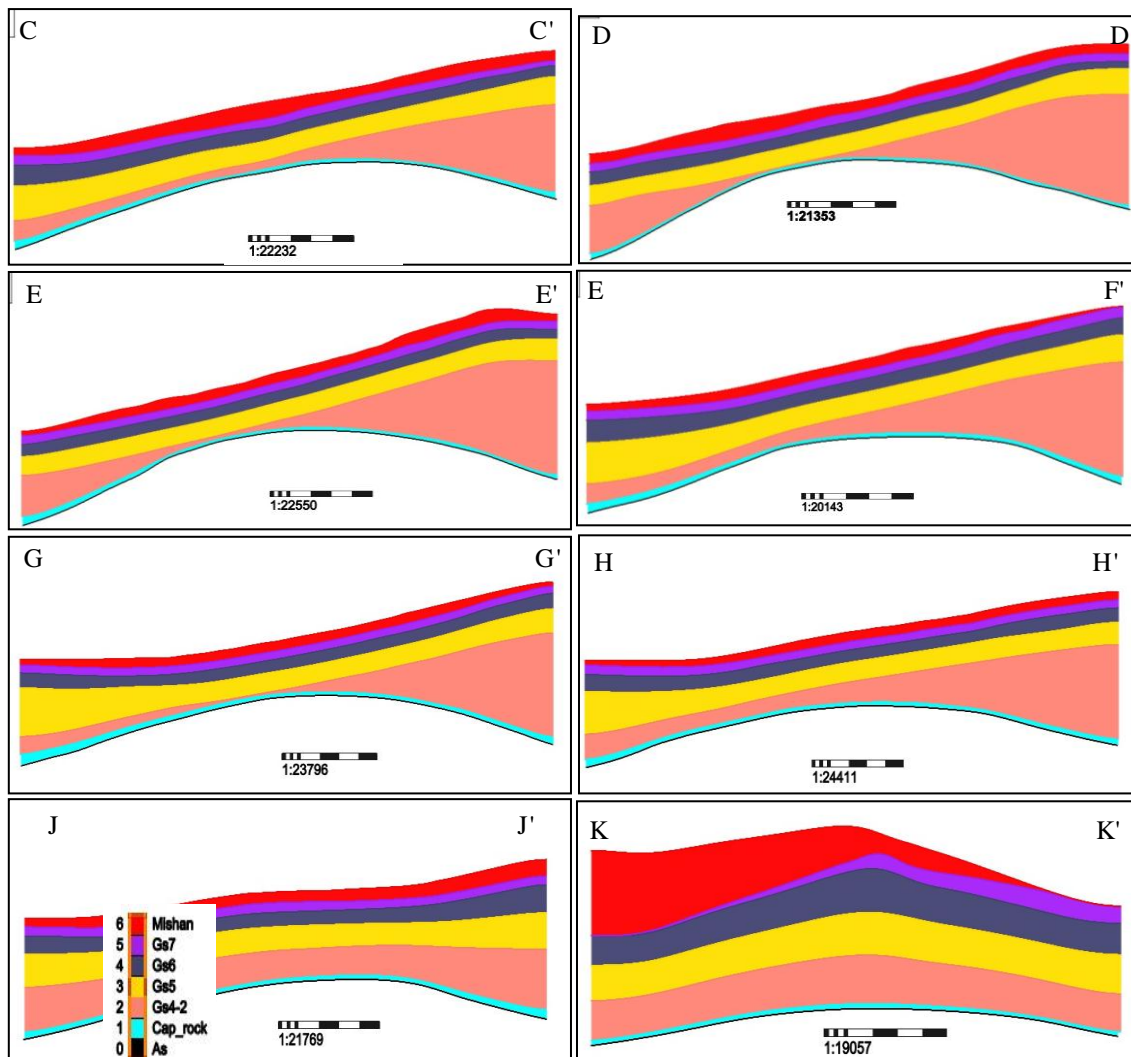 C C'
1:22232
D D
1:21353
E E'
1:22550
E F'
1:20143
G G'
1:23796
H H'
1:24411
J J'
6 Mishan
5 Gs7
4 Gs6
3 Gs5
2 Gs4-2
1 Cap_rock
0 As
1:21769
K K'
1:19057